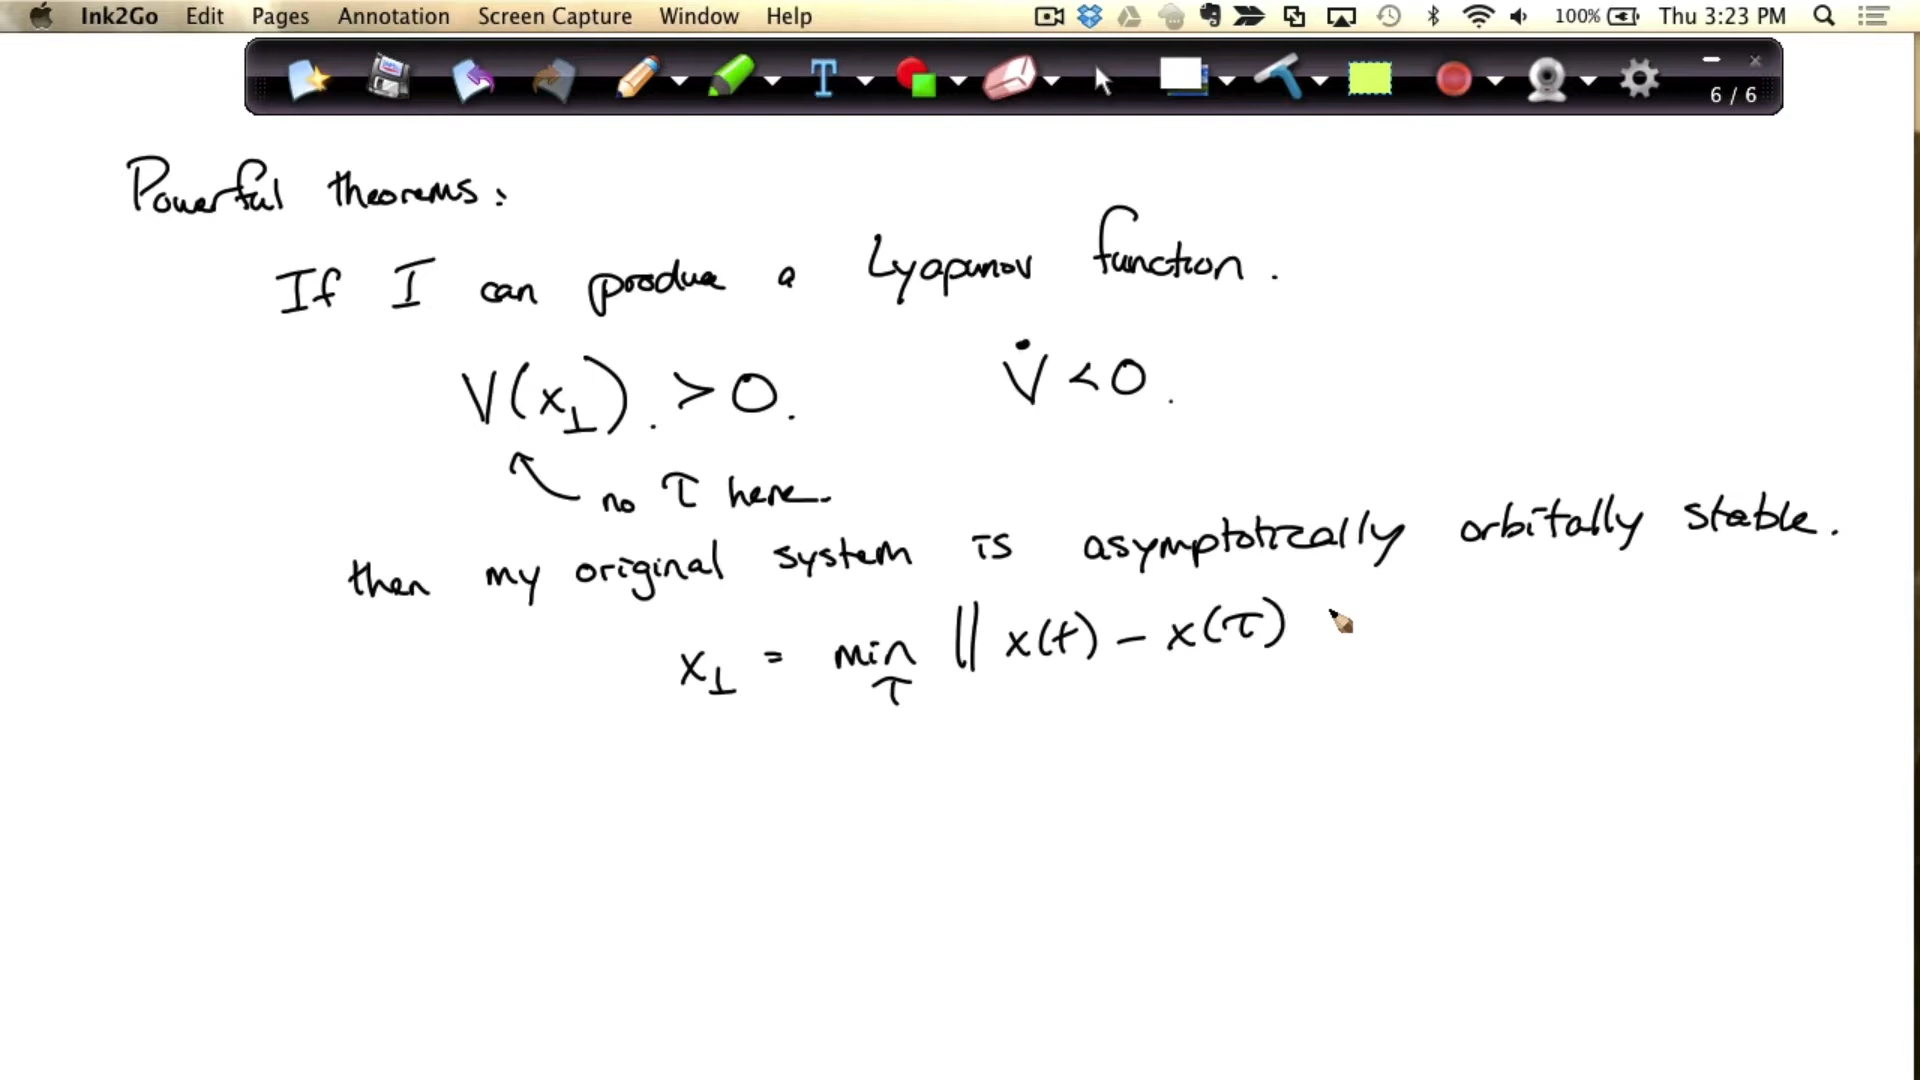 Ink2Go Edit Pages Annotation Screen Capture Window Help 100% Thu 3:23 PM
T 6 / 6
Powerful theorems:
If I can produce a Lyapunov function.
V(x⊥) . > 0. V̇ < 0.
no τ here.
then my original system is asymptotically orbitally stable.
x⊥ = min_τ || x(t) - x(τ)